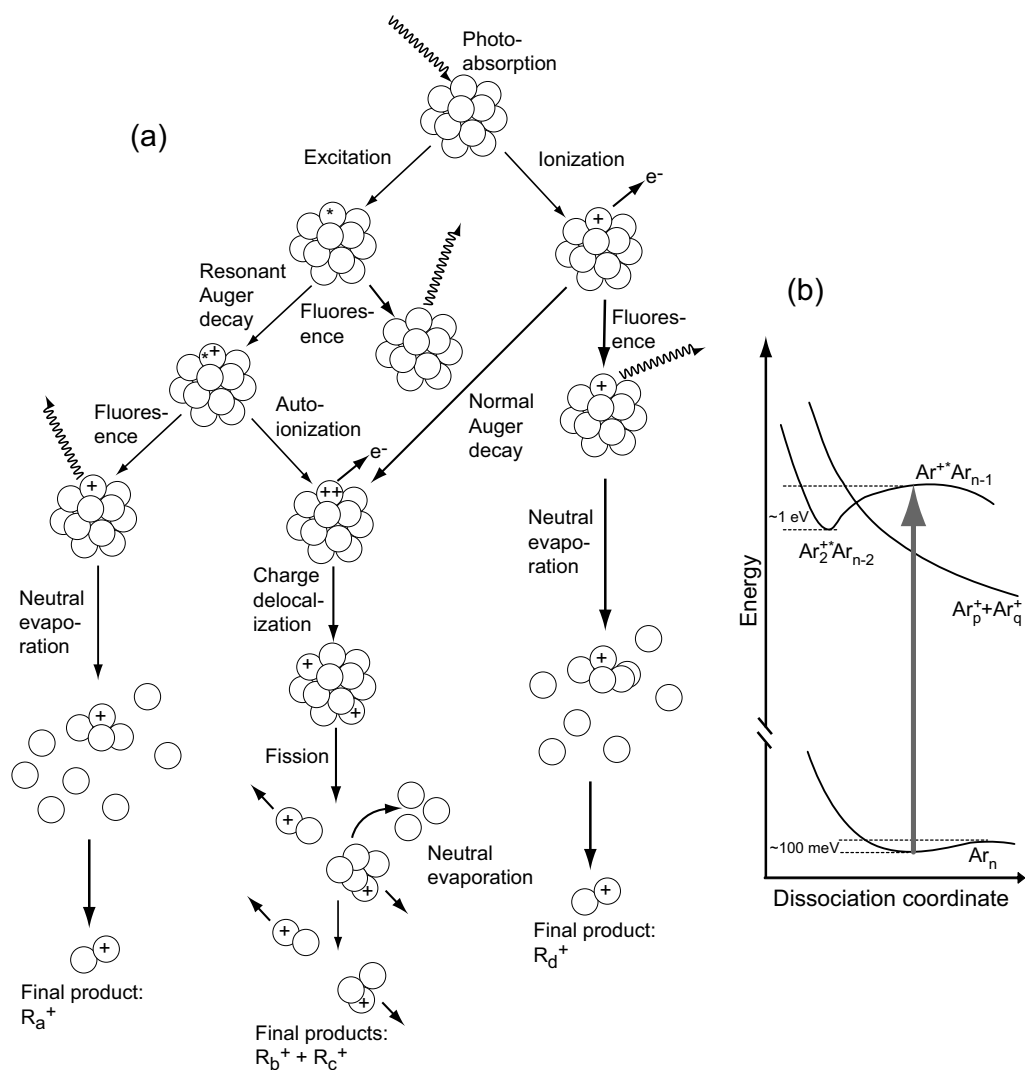 Photo-
absorption
(a)
Excitation
Ionization
e-
*
+
Resonant
Auger
decay
Fluores-
ence
Fluores-
ence
*+
+
Fluores-
ence
Auto-
ionization
e-
Normal
Auger
decay
+
++
Neutral
evapo-
ration
Charge
delocal-
ization
Neutral
evapo-
ration
+
+
+
+
Fission
+
+
Neutral
evaporation
+
+
+
+
Final product:
Ra+
Final products:
Rb+ + Rc+
Final product:
Rd+
(b)
Energy
Ar+*Arn-1
~1 eV
Ar2+*Arn-2
Arp++Arq+
~100 meV
Arn
Dissociation coordinate